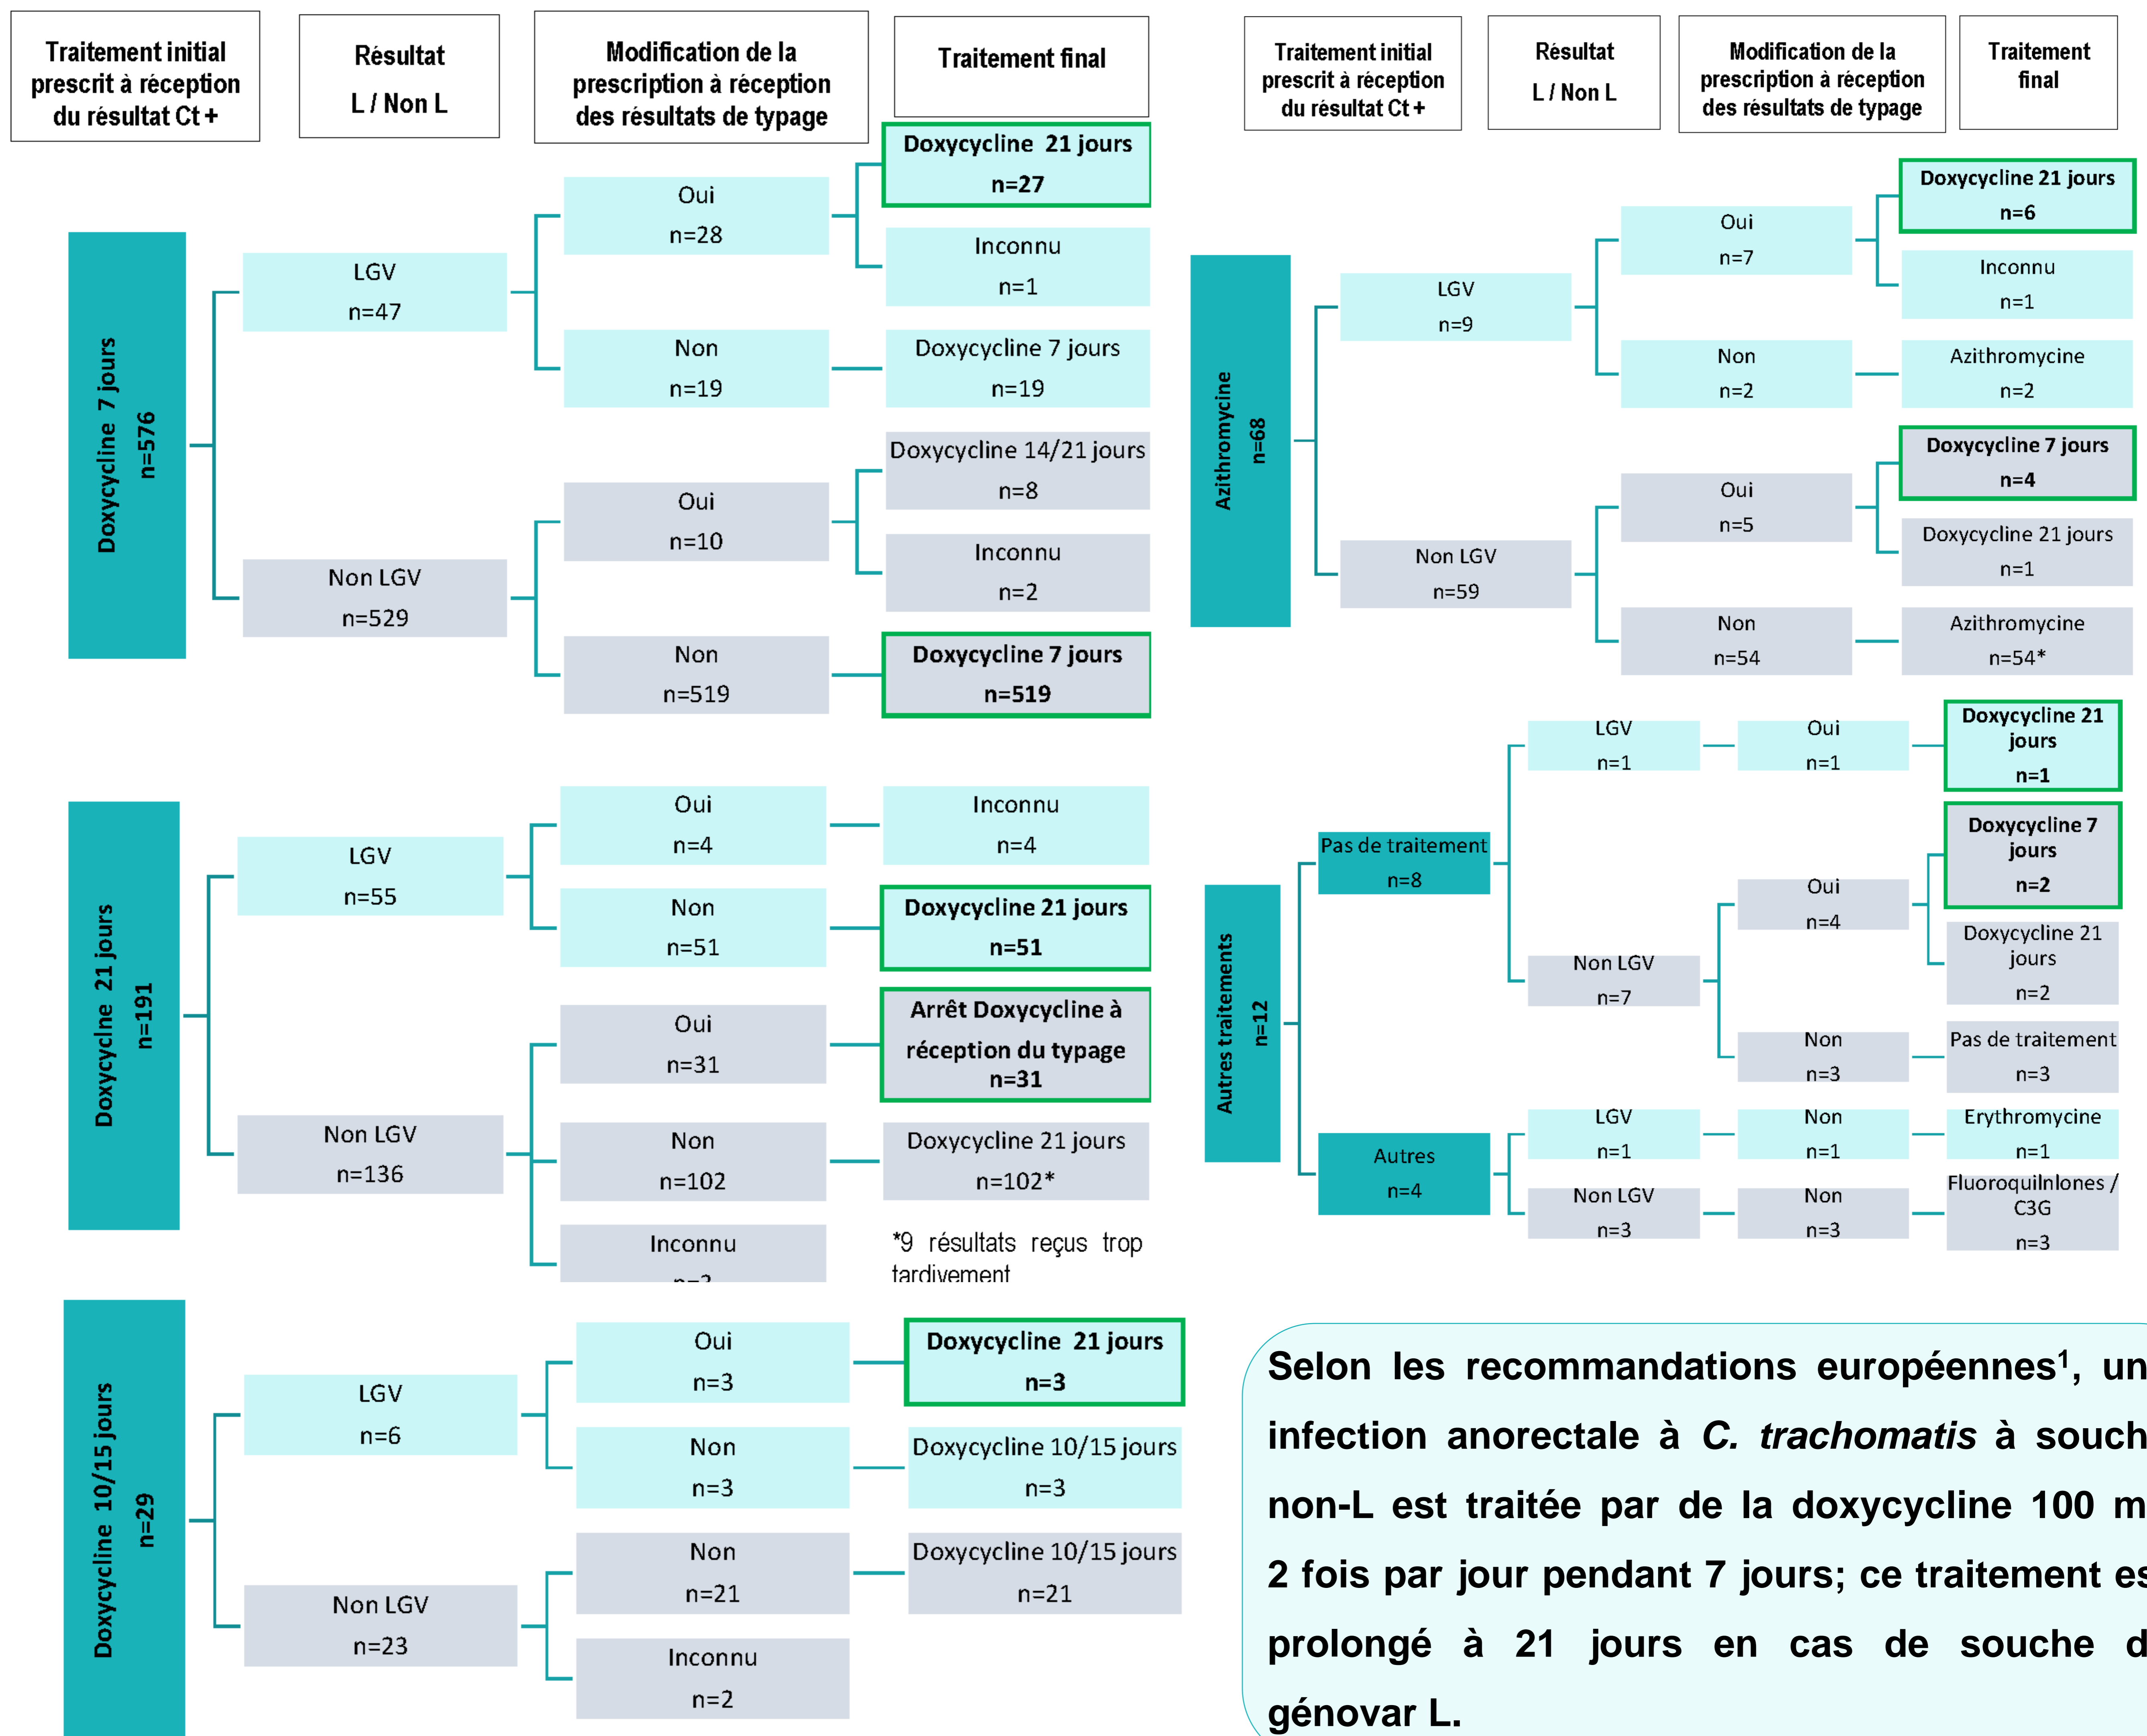 Traitement initial
prescrit à réception
du résultat Ct +
Résultat
L / Non L
Modification de la
prescription à réception
des résultats de typage
Traitement final
Doxycycline 7 jours
n=576
LGV
n=47
Oui
n=28
Doxycycline 21 jours
n=27
Inconnu
n=1
Non
n=19
Doxycycline 7 jours
n=19
Non LGV
n=529
Oui
n=10
Doxycycline 14/21 jours
n=8
Inconnu
n=2
Non
n=519
Doxycycline 7 jours
n=519
Doxycyclne 21 jours
n=191
LGV
n=55
Oui
n=4
Inconnu
n=4
Non
n=51
Doxycycline 21 jours
n=51
Non LGV
n=136
Oui
n=31
Arrêt Doxycycline à
réception du typage
n=31
Non
n=102
Doxycycline 21 jours
n=102*
Inconnu
*9 résultats reçus trop
tardivement
Doxycycline 10/15 jours
n=29
LGV
n=6
Oui
n=3
Doxycycline 21 jours
n=3
Non
n=3
Doxycycline 10/15 jours
n=3
Non LGV
n=23
Non
n=21
Doxycycline 10/15 jours
n=21
Inconnu
n=2
Traitement initial
prescrit à réception
du résultat Ct +
Résultat
L / Non L
Modification de la
prescription à réception
des résultats de typage
Traitement
final
Azithromycine
n=68
LGV
n=9
Oui
n=7
Doxycycline 21 jours
n=6
Inconnu
n=1
Non
n=2
Azithromycine
n=2
Non LGV
n=59
Oui
n=5
Doxycycline 7 jours
n=4
Doxycycline 21 jours
n=1
Non
n=54
Azithromycine
n=54*
Autres traitements
n=12
Pas de traitement
n=8
LGV
n=1
Oui
n=1
Doxycycline 21
jours
n=1
Non LGV
n=7
Oui
n=4
Doxycycline 7
jours
n=2
Doxycycline 21
jours
n=2
Non
n=3
Pas de traitement
n=3
Autres
n=4
LGV
n=1
Non
n=1
Erythromycine
n=1
Non LGV
n=3
Non
n=3
Fluoroquilnlones /
C3G
n=3
Selon les recommandations européennes¹, un
infection anorectale à C. trachomatis à souch
non-L est traitée par de la doxycycline 100 m
2 fois par jour pendant 7 jours; ce traitement es
prolongé à 21 jours en cas de souche d
génovar L.